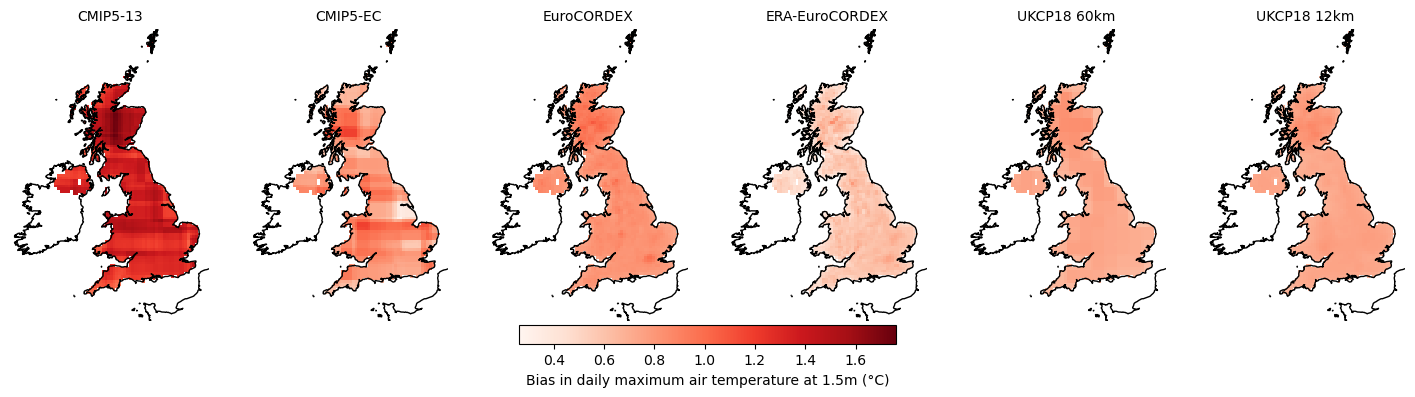 CMIP5-13
CMIP5-EC
EuroCORDEX
ERA-EuroCORDEX
UKCP18 60km
UKCP18 12km
0.4 0.6 0.8 1.0 1.2 1.4 1.6
Bias in daily maximum air temperature at 1.5m (°C)